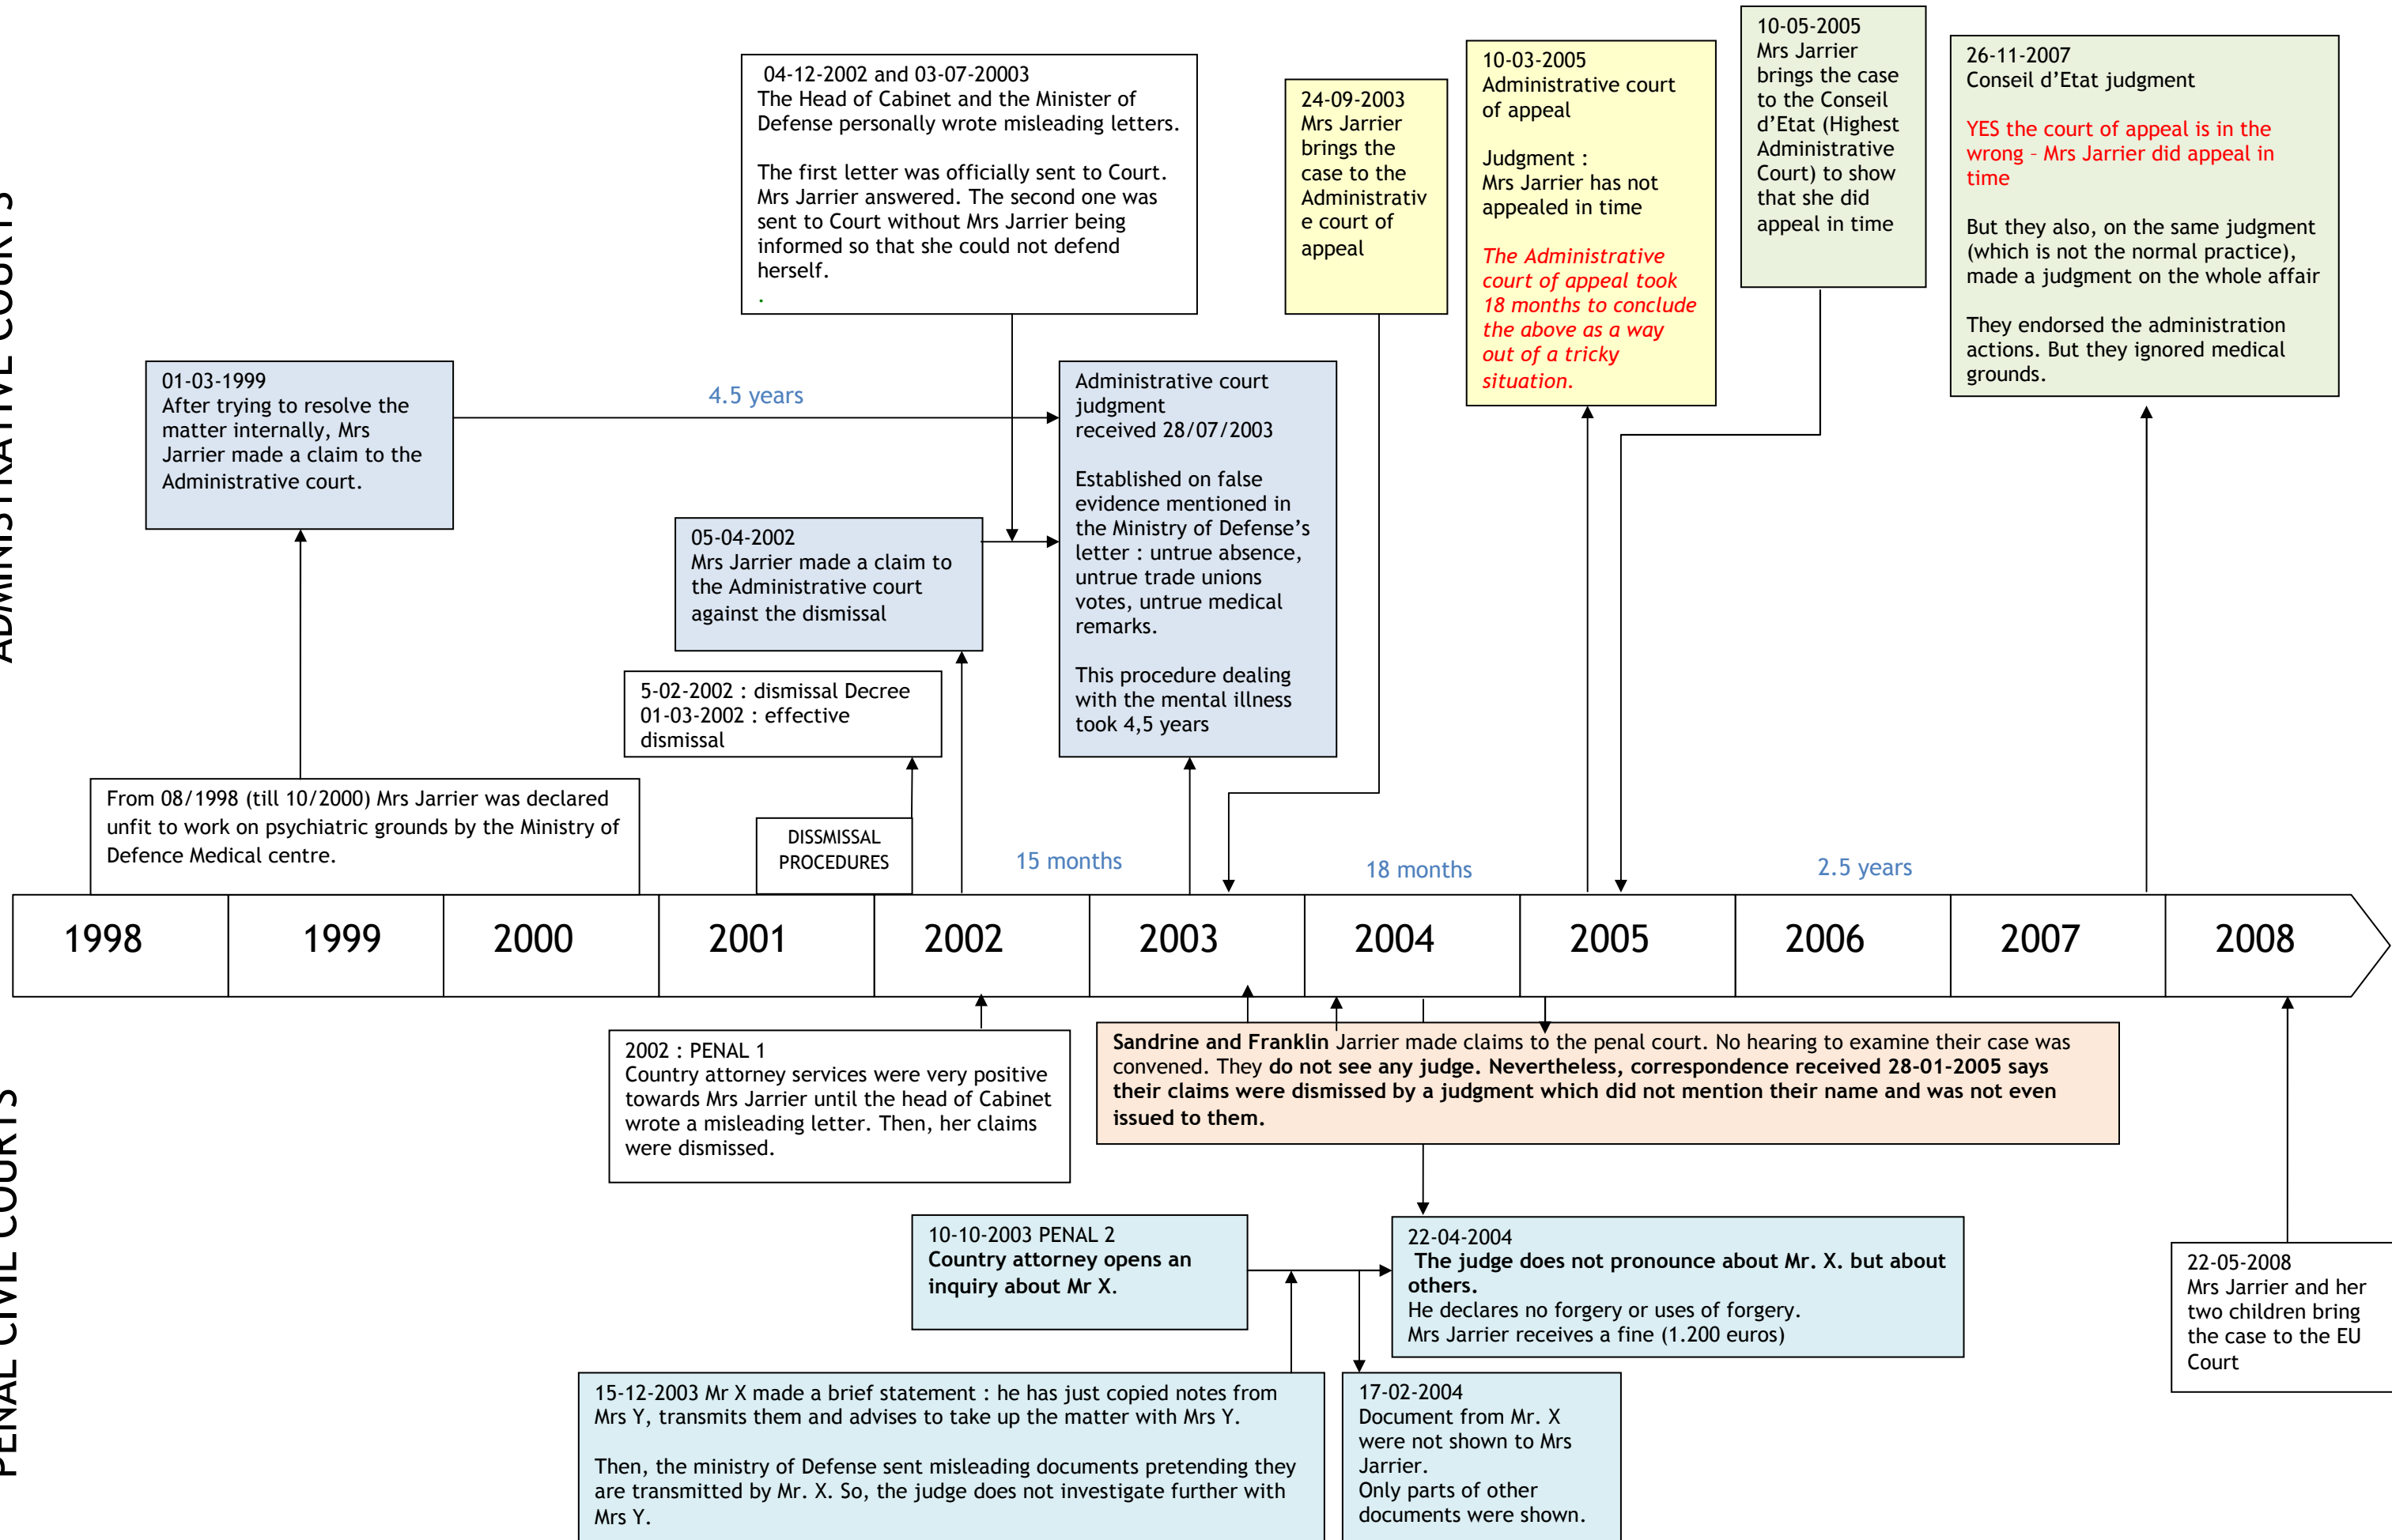 ADMINISTRATIVE COURTS
04-12-2002 and 03-07-20003
The Head of Cabinet and the Minister of
Defense personally wrote misleading letters.
The first letter was officially sent to Court.
Mrs Jarrier answered. The second one was
sent to Court without Mrs Jarrier being
informed so that she could not defend
herself.
.
24-09-2003
Mrs Jarrier
brings the
case to the
Administrativ
e court of
appeal
10-03-2005
Administrative court
of appeal
Judgment :
Mrs Jarrier has not
appealed in time
The Administrative
court of appeal took
18 months to conclude
the above as a way
out of a tricky
situation.
10-05-2005
Mrs Jarrier
brings the case
to the Conseil
d’Etat (Highest
Administrative
Court) to show
that she did
appeal in time
26-11-2007
Conseil d’Etat judgment
YES the court of appeal is in the
wrong – Mrs Jarrier did appeal in
time
But they also, on the same judgment
(which is not the normal practice),
made a judgment on the whole affair
They endorsed the administration
actions. But they ignored medical
grounds.
01-03-1999
After trying to resolve the
matter internally, Mrs
Jarrier made a claim to the
Administrative court.
4.5 years
Administrative court
judgment
received 28/07/2003
Established on false
evidence mentioned in
the Ministry of Defense’s
letter : untrue absence,
untrue trade unions
votes, untrue medical
remarks.
This procedure dealing
with the mental illness
took 4,5 years
05-04-2002
Mrs Jarrier made a claim to
the Administrative court
against the dismissal
5-02-2002 : dismissal Decree
01-03-2002 : effective
dismissal
From 08/1998 (till 10/2000) Mrs Jarrier was declared
unfit to work on psychiatric grounds by the Ministry of
Defence Medical centre.
DISSMISSAL
PROCEDURES
15 months
18 months
2.5 years
1998 1999 2000 2001 2002 2003 2004 2005 2006 2007 2008
PENAL CIVIL COURTS
2002 : PENAL 1
Country attorney services were very positive
towards Mrs Jarrier until the head of Cabinet
wrote a misleading letter. Then, her claims
were dismissed.
Sandrine and Franklin Jarrier made claims to the penal court. No hearing to examine their case was
convened. They do not see any judge. Nevertheless, correspondence received 28-01-2005 says
their claims were dismissed by a judgment which did not mention their name and was not even
issued to them.
10-10-2003 PENAL 2
Country attorney opens an
inquiry about Mr X.
22-04-2004
The judge does not pronounce about Mr. X. but about
others.
He declares no forgery or uses of forgery.
Mrs Jarrier receives a fine (1.200 euros)
22-05-2008
Mrs Jarrier and her
two children bring
the case to the EU
Court
15-12-2003 Mr X made a brief statement : he has just copied notes from
Mrs Y, transmits them and advises to take up the matter with Mrs Y.
Then, the ministry of Defense sent misleading documents pretending they
are transmitted by Mr. X. So, the judge does not investigate further with
Mrs Y.
17-02-2004
Document from Mr. X
were not shown to Mrs
Jarrier.
Only parts of other
documents were shown.